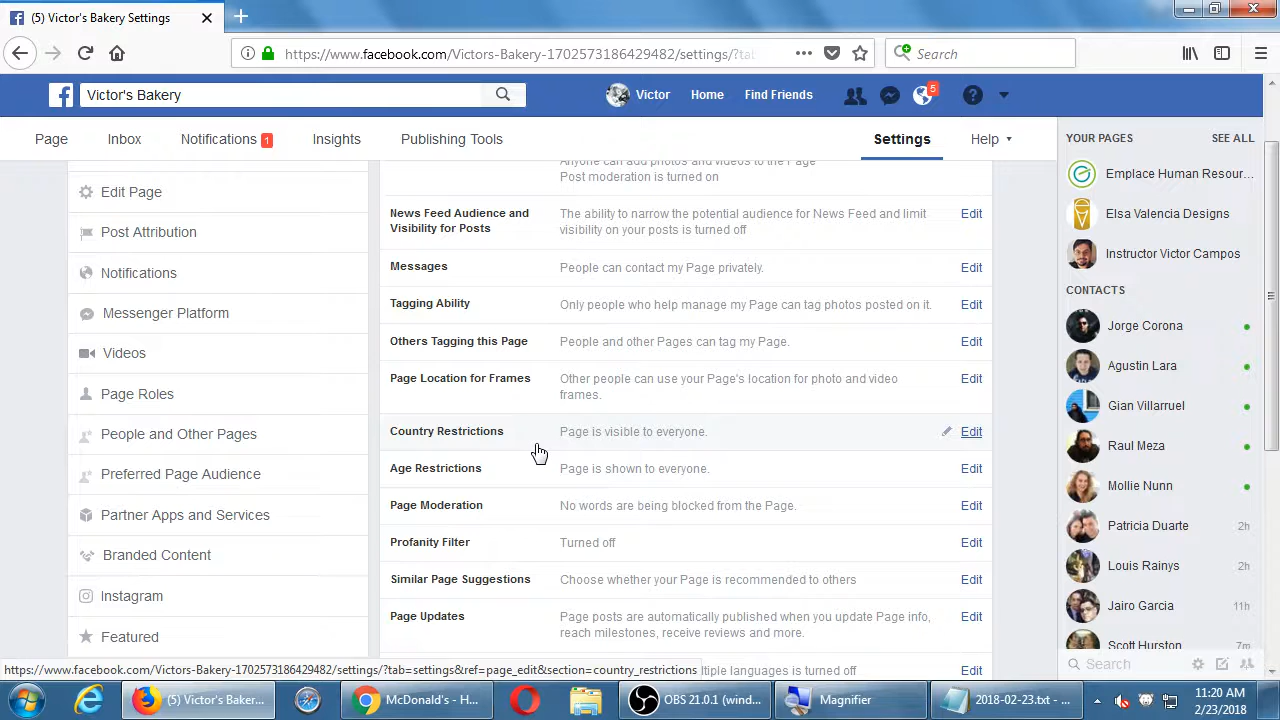 (5) Victor's Bakery Settings
https://www.facebook.com/Victors-Bakery-1702573186429482/settings/?tab
Search
Victor's Bakery
Victor
Home
Find Friends
5
Page
Inbox
Notifications 1
Insights
Publishing Tools
Settings
Help
Edit Page
Post Attribution
Notifications
Messenger Platform
Videos
Page Roles
People and Other Pages
Preferred Page Audience
Partner Apps and Services
Branded Content
Instagram
Featured
Anyone can add photos and videos to the Page
Post moderation is turned on
News Feed Audience and
Visibility for Posts
The ability to narrow the potential audience for News Feed and limit
visibility on your posts is turned off
Edit
Messages
People can contact my Page privately.
Edit
Tagging Ability
Only people who help manage my Page can tag photos posted on it.
Edit
Others Tagging this Page
People and other Pages can tag my Page.
Edit
Page Location for Frames
Other people can use your Page's location for photo and video
frames.
Edit
Country Restrictions
Page is visible to everyone.
Edit
Age Restrictions
Page is shown to everyone.
Edit
Page Moderation
No words are being blocked from the Page.
Edit
Profanity Filter
Turned off
Edit
Similar Page Suggestions
Choose whether your Page is recommended to others
Edit
Page Updates
Page posts are automatically published when you update Page info,
reach milestones, receive reviews and more.
Edit
tiple languages is turned off
Edit
YOUR PAGES
SEE ALL
Emplace Human Resour...
Elsa Valencia Designs
Instructor Victor Campos
CONTACTS
Jorge Corona
Agustin Lara
Gian Villarruel
Raul Meza
Mollie Nunn
Patricia Duarte 2h
Louis Rainys 2h
Jairo Garcia 11h
Scott Hurston 7m
Search
https://www.facebook.com/Victors-Bakery-1702573186429482/settings/?tab=settings&ref=page_edit&section=country_restrictions
(5) Victor's Baker...
McDonald's - H...
OBS 21.0.1 (wind...
Magnifier
2018-02-23.txt - ...
11:20 AM
2/23/2018